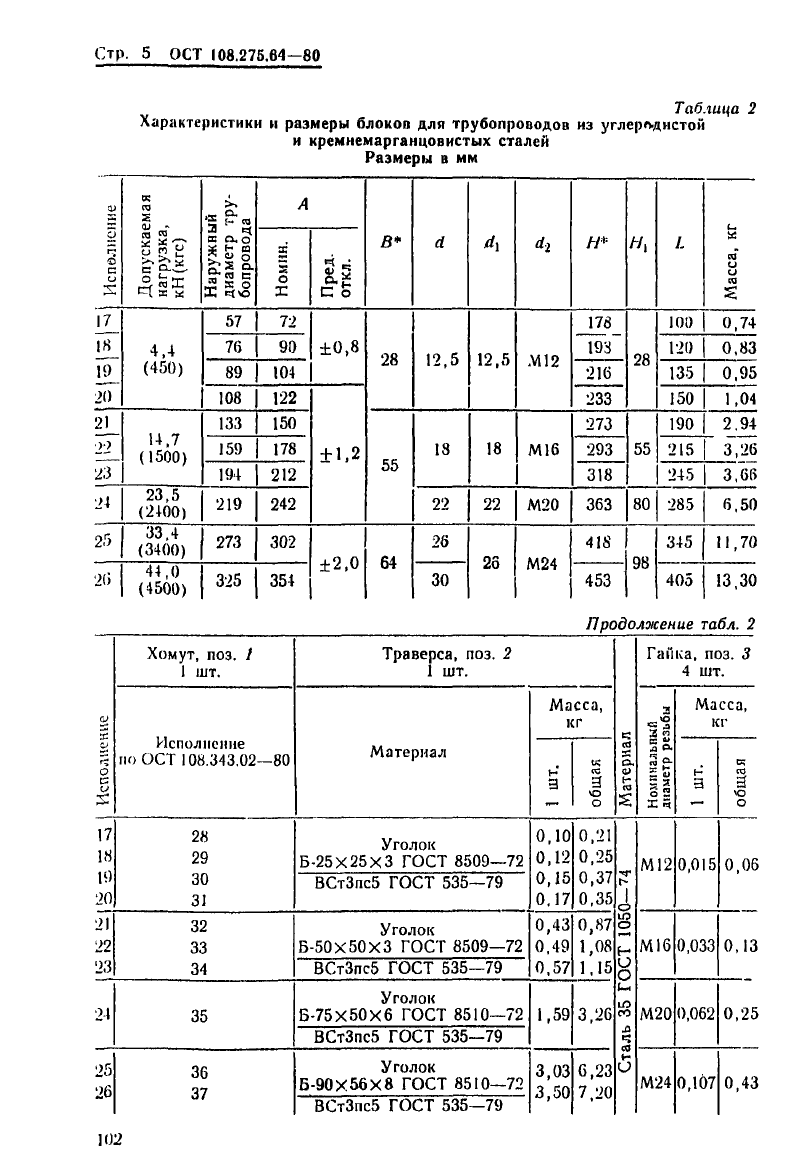 Стр. 5 ОСТ 108.275.64—80
Таблица 2
Характеристики и размеры блоков для трубопроводов из углеродистой
и кремнемарганцовистых сталей
Размеры в мм
Исполнение
Допускаемая нагрузка, кН (кгс)
Наружный диаметр трубопровода
А
Номин.
Пред. откл.
В*
d
d₁
d₂
Н*
Н₁
L
Масса, кг
17 4,4 (450) 57 72 ±0,8 28 12,5 12,5 М12 178 28 100 0,74
18 76 90 193 120 0,83
19 89 104 216 135 0,95
20 108 122 ±1,2 233 150 1,04
21 14,7 (1500) 133 150 55 18 18 М16 273 55 190 2.94
22 159 178 293 215 3,26
23 194 212 318 245 3,66
24 23,5 (2400) 219 242 22 22 М20 363 80 285 6,50
25 33,4 (3400) 273 302 ±2,0 64 26 26 М24 418 98 345 11,70
26 44,0 (4500) 325 354 30 453 405 13,30
Продолжение табл. 2
Исполнение
Хомут, поз. 1
1 шт.
Исполнение
по ОСТ 108.343.02—80
Траверса, поз. 2
1 шт.
Материал
Масса, кг
1 шт.
общая
Материал
Гайка, поз. 3
4 шт.
Номинальный диаметр резьбы
Масса, кг
1 шт.
общая
Сталь 35 ГОСТ 1050—74
17 28 Уголок 0,10 0,21
18 29 Б-25×25×3 ГОСТ 8509—72 0,12 0,25 М12 0,015 0,06
19 30 ВСт3пс5 ГОСТ 535—79 0,15 0,37
20 31 0.17 0,35
21 32 Уголок 0,43 0,87
22 33 Б-50×50×3 ГОСТ 8509—72 0,49 1,08 М16 0,033 0,13
23 34 ВСт3пс5 ГОСТ 535—79 0,57 1,15
Уголок
24 35 Б-75×50×6 ГОСТ 8510—72 1,59 3,26 М20 0,062 0,25
ВСт3пс5 ГОСТ 535—79
25 36 Уголок 3,03 6,23
26 37 Б-90×56×8 ГОСТ 8510—72 3,50 7,20 М24 0,107 0,43
ВСт3пс5 ГОСТ 535—79
102